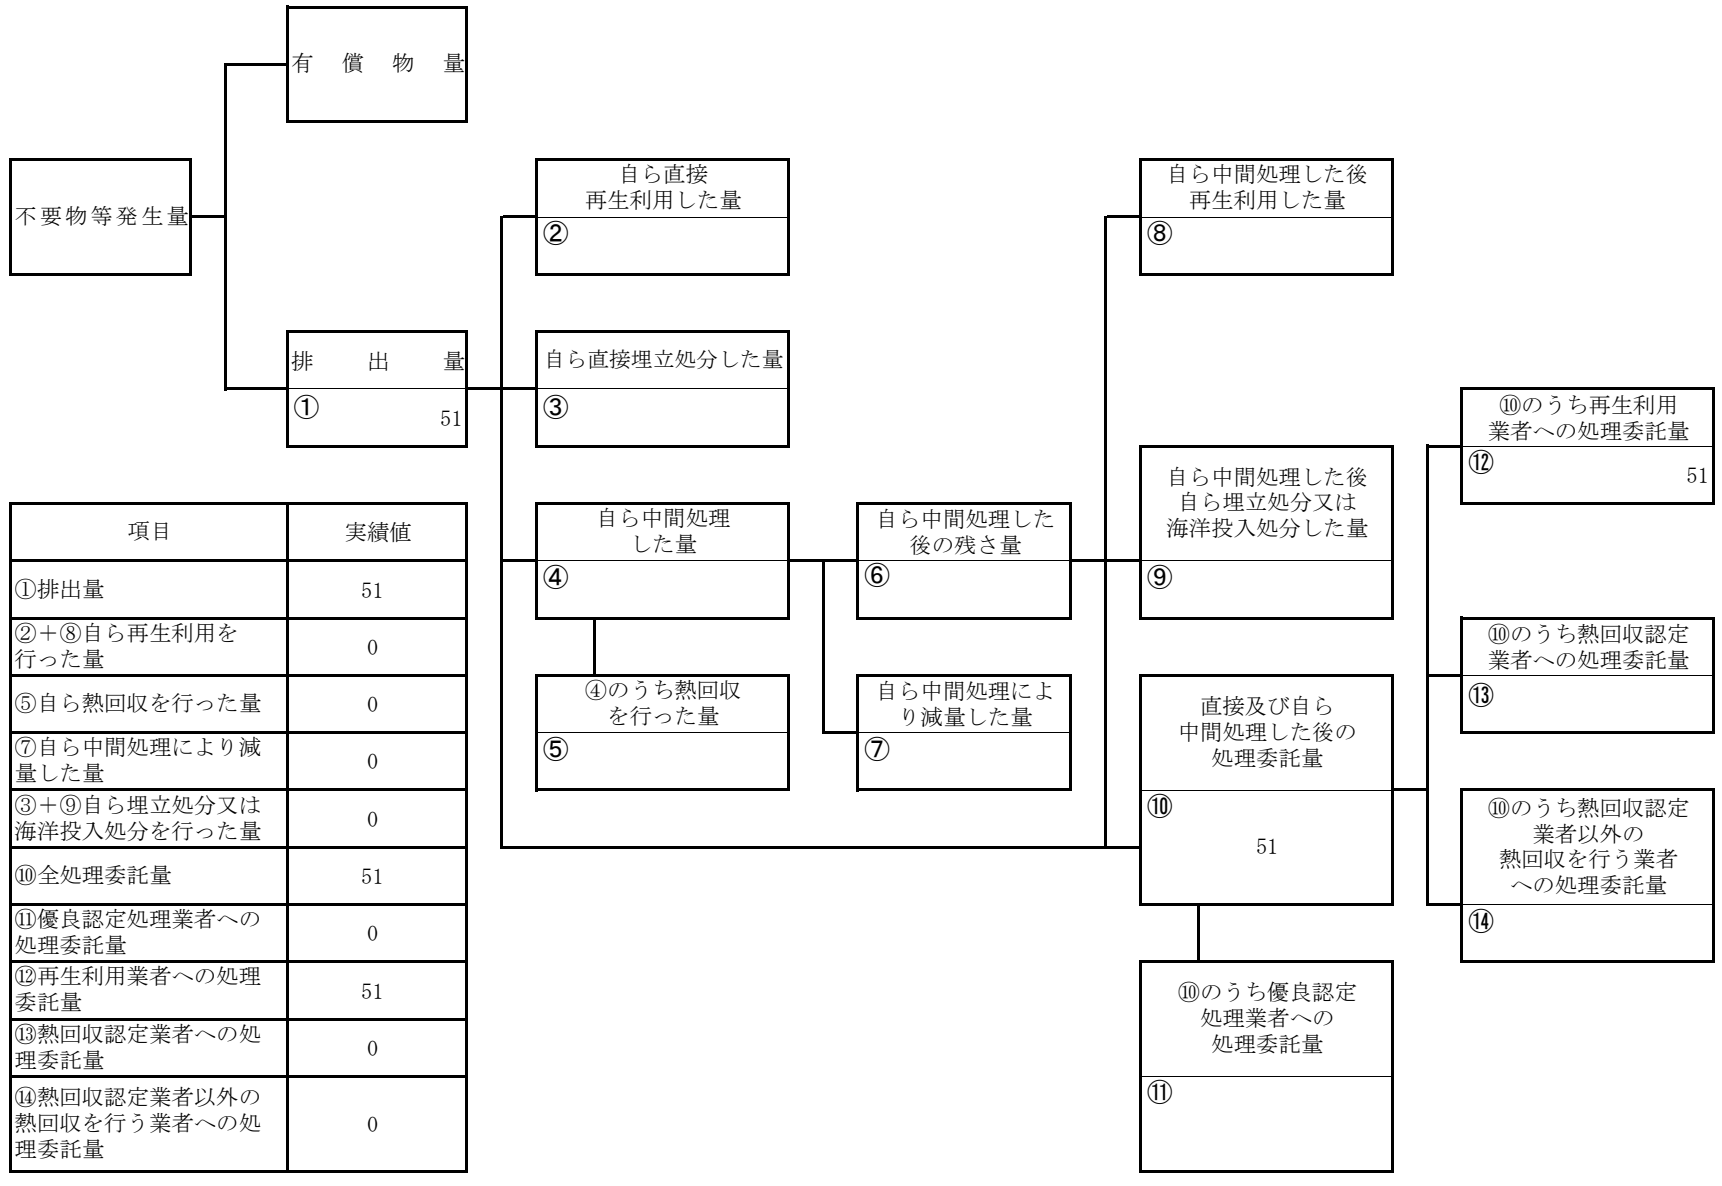 有償物量
不要物等発生量
自ら直接
再生利用した量
②
自ら中間処理した後
再生利用した量
⑧
排出量
①
51
自ら直接埋立処分した量
③
⑩のうち再生利用
業者への処理委託量
⑫
51
自ら中間処理
した量
④
自ら中間処理した
後の残さ量
⑥
自ら中間処理した後
自ら埋立処分又は
海洋投入処分した量
⑨
⑩のうち熱回収認定
業者への処理委託量
⑬
④のうち熱回収
を行った量
⑤
自ら中間処理によ
り減量した量
⑦
直接及び自ら
中間処理した後の
処理委託量
⑩
51
⑩のうち熱回収認定
業者以外の
熱回収を行う業者
への処理委託量
⑭
⑩のうち優良認定
処理業者への
処理委託量
⑪
項目 実績値
①排出量 51
②+⑧自ら再生利用を
行った量 0
⑤自ら熱回収を行った量 0
⑦自ら中間処理により減
量した量 0
③+⑨自ら埋立処分又は
海洋投入処分を行った量 0
⑩全処理委託量 51
⑪優良認定処理業者への
処理委託量 0
⑫再生利用業者への処理
委託量 51
⑬熱回収認定業者への処
理委託量 0
⑭熱回収認定業者以外の
熱回収を行う業者への処
理委託量 0